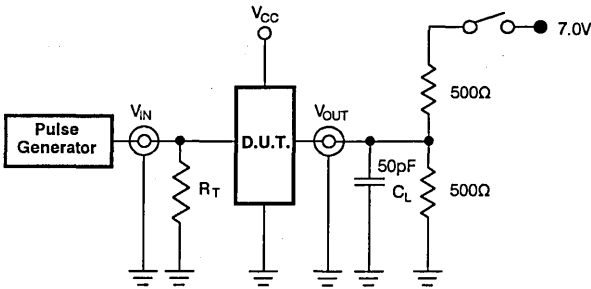 VCC
7.0V
500Ω
VIN
VOUT
Pulse
Generator
D.U.T.
50pF
CL
RT
500Ω